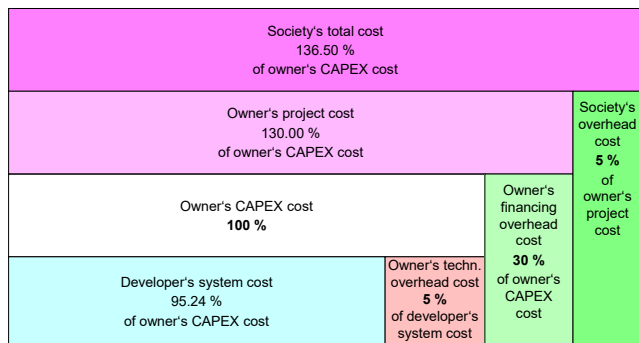 Society‘s total cost
136.50 %
of owner‘s CAPEX cost
Owner‘s project cost
130.00 %
of owner‘s CAPEX cost
Society‘s
overhead
cost
5 %
of
owner‘s
project
cost
Owner‘s CAPEX cost
100 %
Owner‘s
financing
overhead
cost
30 %
of owner‘s
CAPEX
cost
Developer‘s system cost
95.24 %
of owner‘s CAPEX cost
Owner‘s techn.
overhead cost
5 %
of developer‘s
system cost